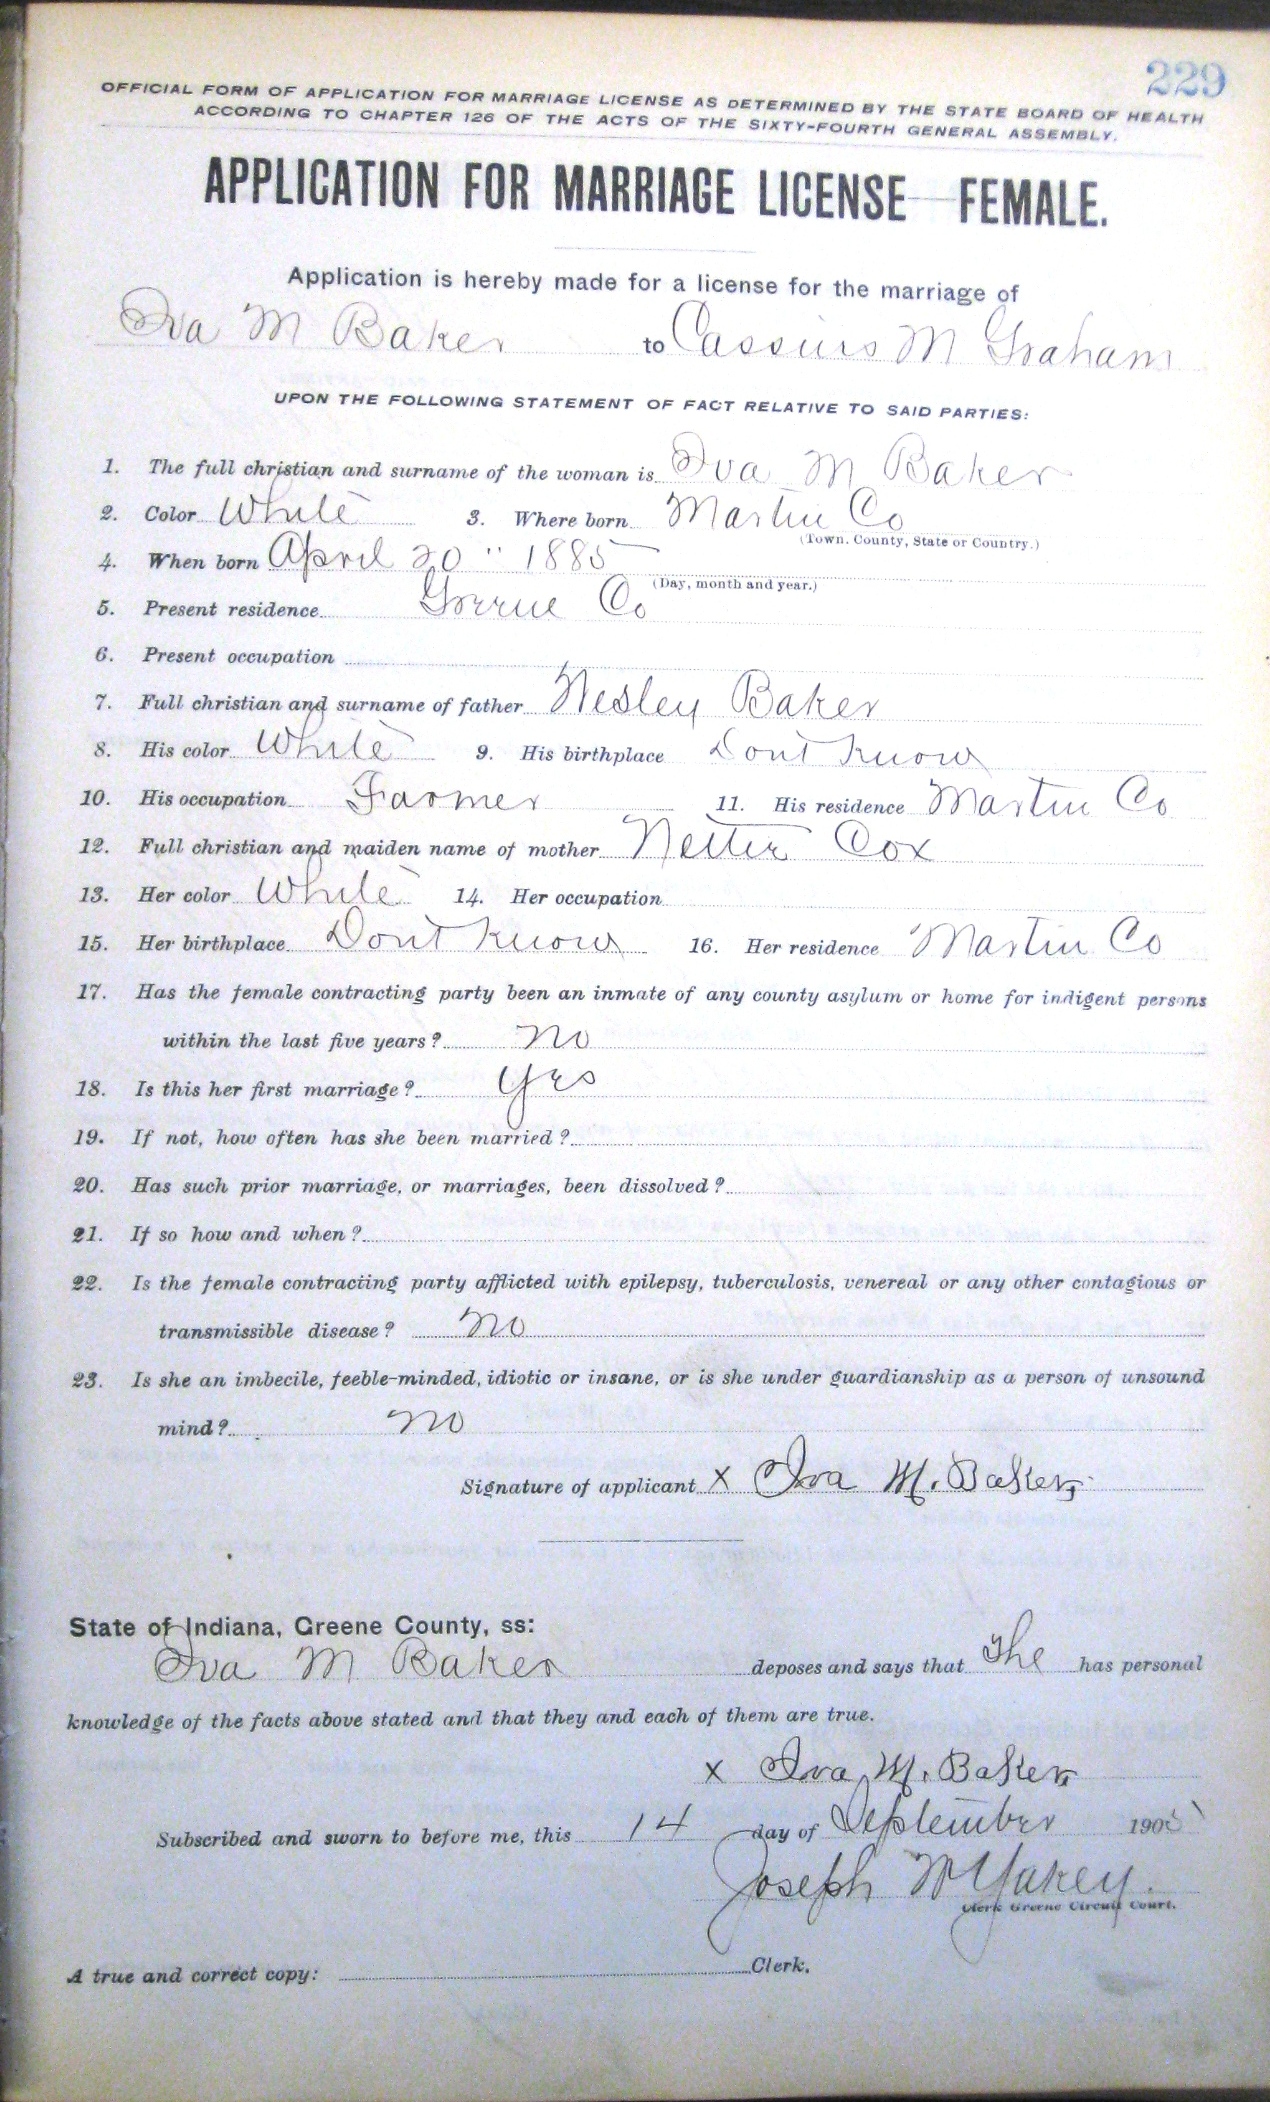 229
OFFICIAL FORM OF APPLICATION FOR MARRIAGE LICENSE AS DETERMINED BY THE STATE BOARD OF HEALTH
ACCORDING TO CHAPTER 126 OF THE ACTS OF THE SIXTY-FOURTH GENERAL ASSEMBLY.
APPLICATION FOR MARRIAGE LICENSE FEMALE.
Application is hereby made for a license for the marriage of
Iva M Baker to Cassius M Graham
UPON THE FOLLOWING STATEMENT OF FACT RELATIVE TO SAID PARTIES:
1. The full christian and surname of the woman is Iva M Baker
2. Color White 3. Where born Martin Co
(Town, County, State or Country.)
4. When born April 20 " 1885
(Day, month and year.)
5. Present residence Greene Co
6. Present occupation
7. Full christian and surname of father Wesley Baker
8. His color White 9. His birthplace Dont Know
10. His occupation Farmer 11. His residence Martin Co
12. Full christian and maiden name of mother Nettie Cox
13. Her color White 14. Her occupation
15. Her birthplace Dont Know 16. Her residence Martin Co
17. Has the female contracting party been an inmate of any county asylum or home for indigent persons
within the last five years? No
18. Is this her first marriage? Yes
19. If not, how often has she been married?
20. Has such prior marriage, or marriages, been dissolved?
21. If so how and when?
22. Is the female contracting party afflicted with epilepsy, tuberculosis, venereal or any other contagious or
transmissible disease? No
23. Is she an imbecile, feeble-minded, idiotic or insane, or is she under guardianship as a person of unsound
mind? No
Signature of applicant x Iva M. Baker
State of Indiana, Greene County, ss:
Iva M Baker deposes and says that She has personal
knowledge of the facts above stated and that they and each of them are true.
x Iva M. Baker
Subscribed and sworn to before me, this 14 day of September 1905
Joseph W Yakey.
Clerk Greene Circuit Court.
A true and correct copy: Clerk.